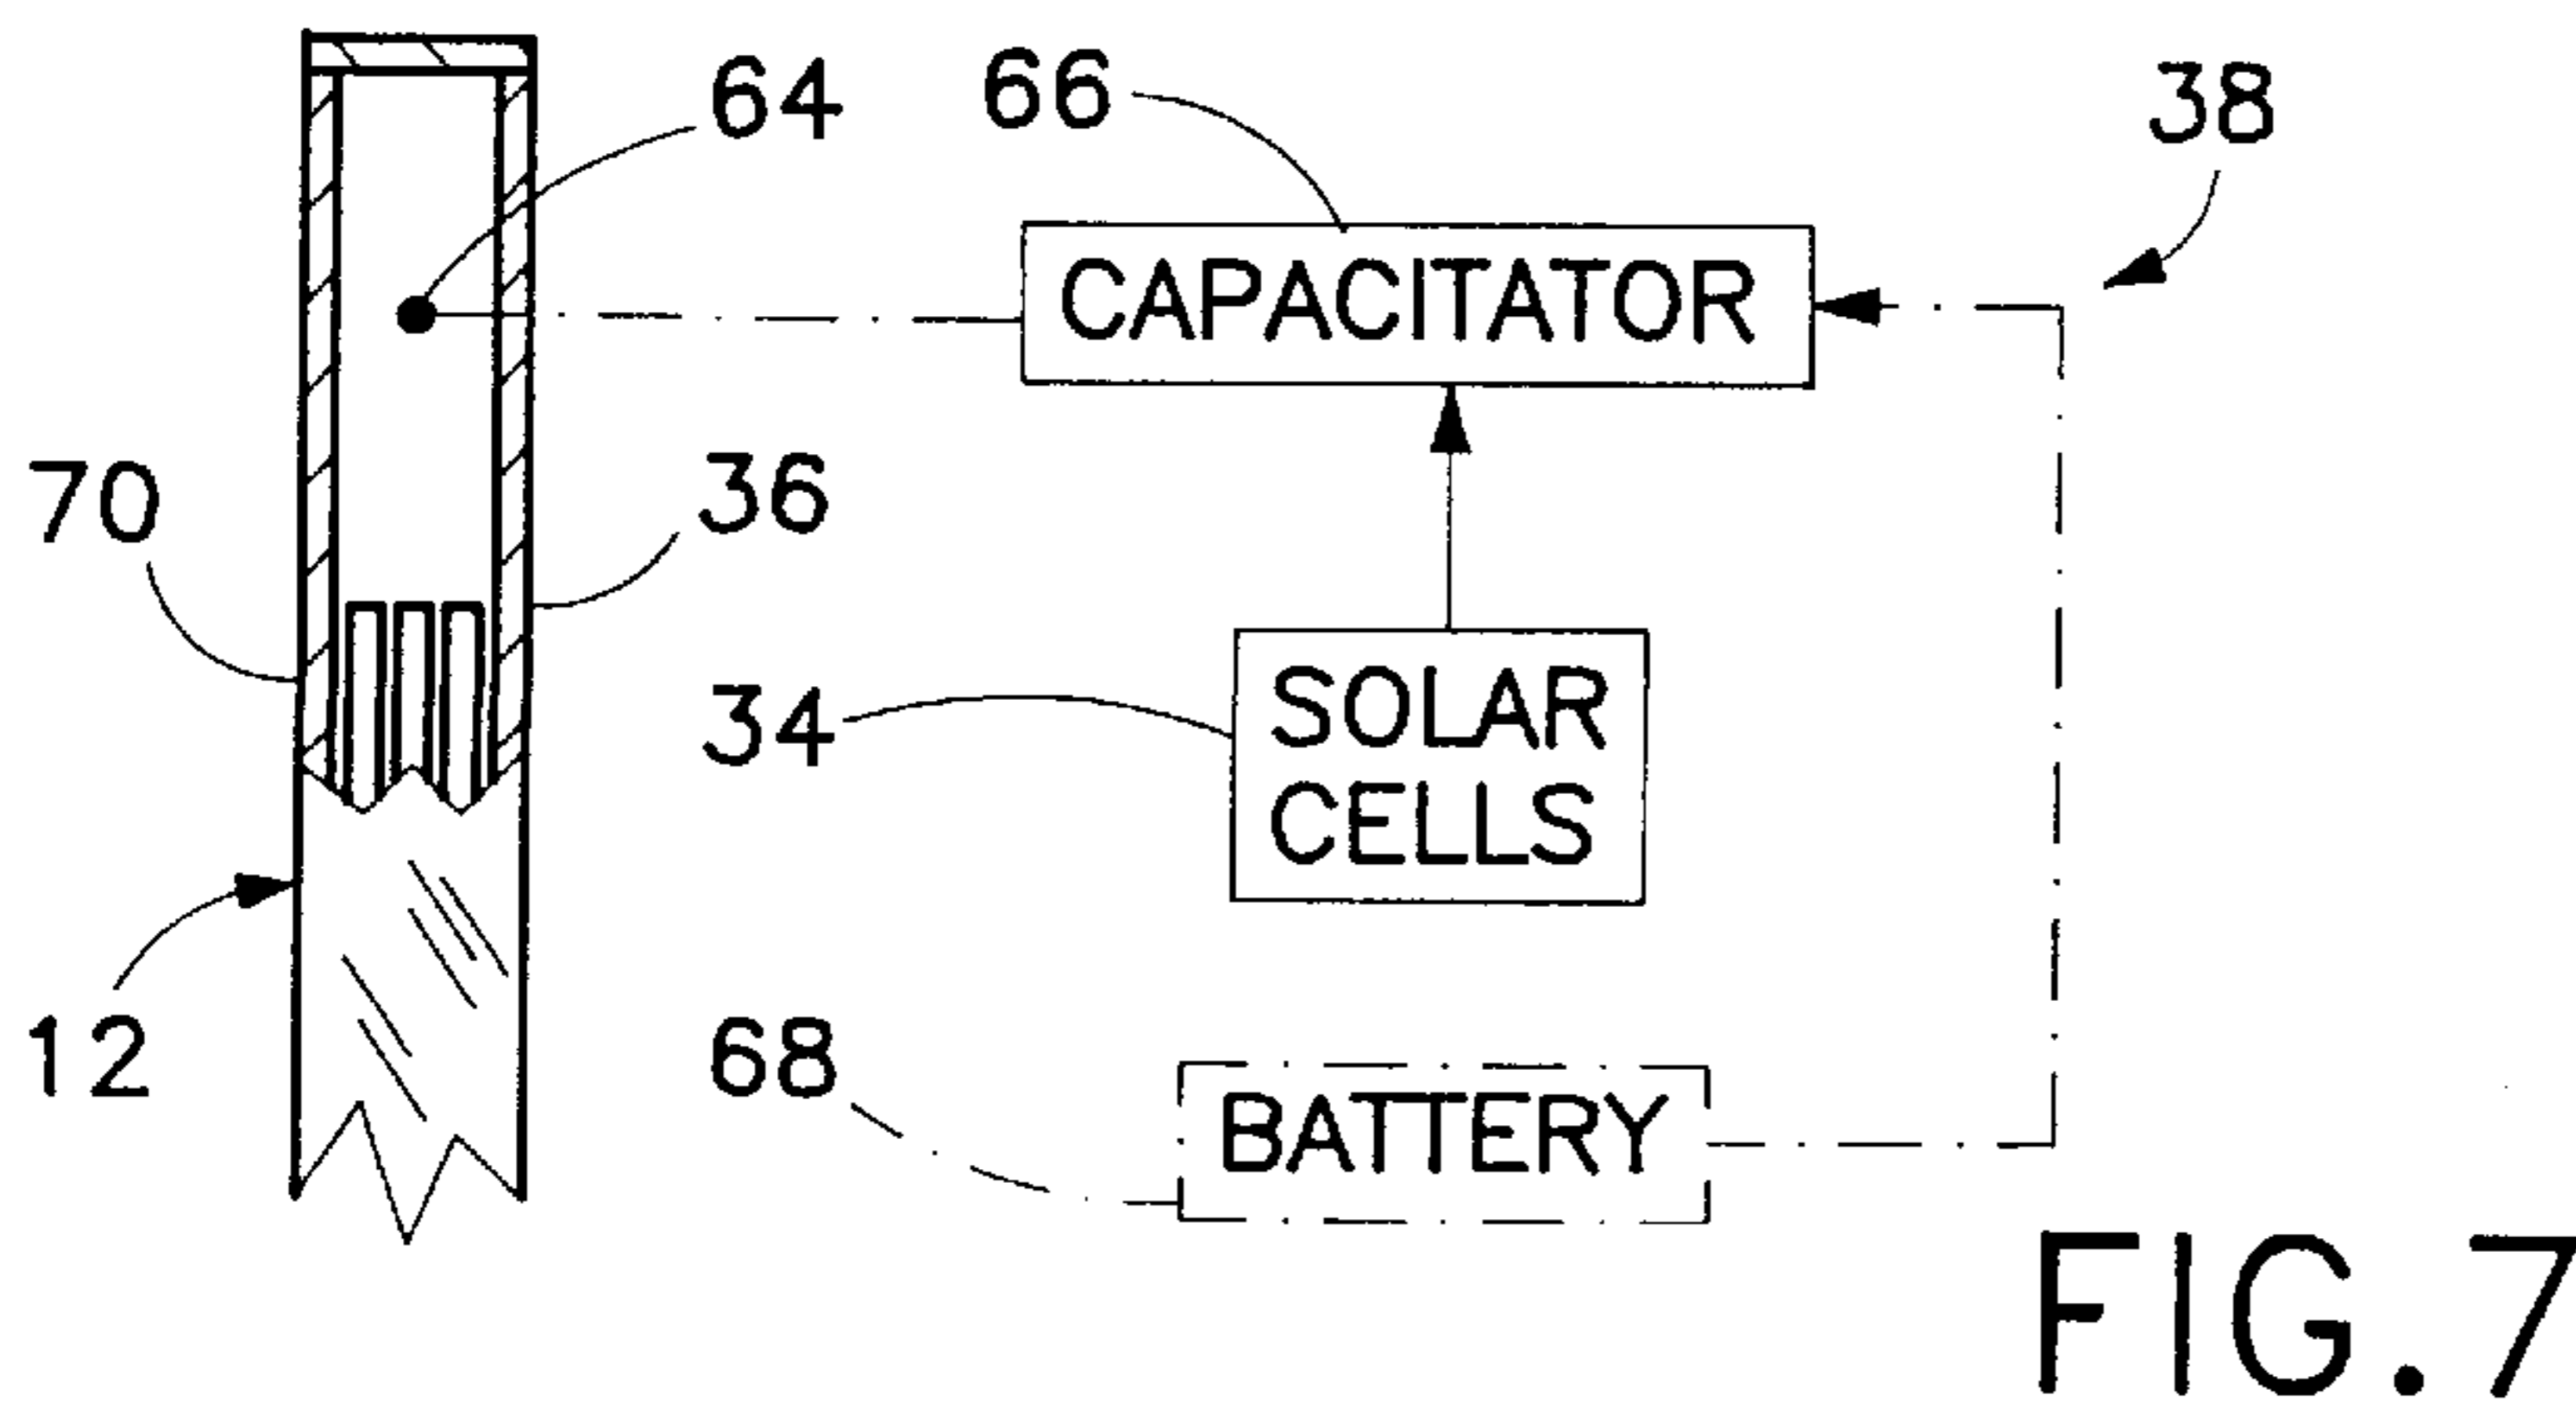 64
66
38
CAPACITATOR
70
36
34
SOLAR
CELLS
12
68
BATTERY
FIG.7